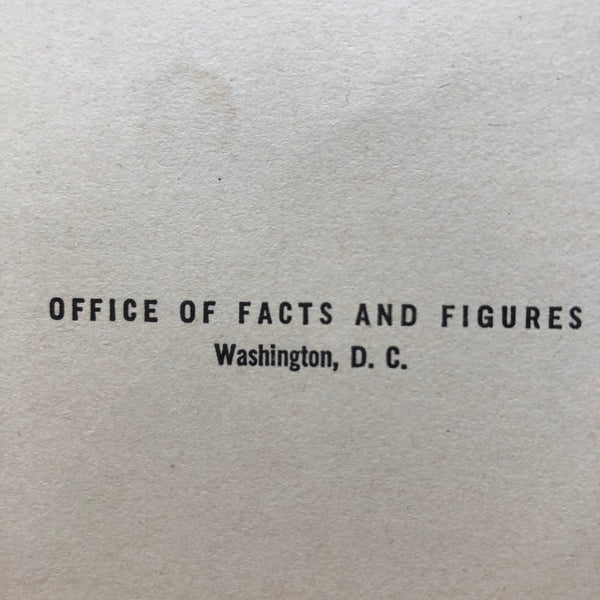 OFFICE OF FACTS AND FIGURES
Washington, D. C.